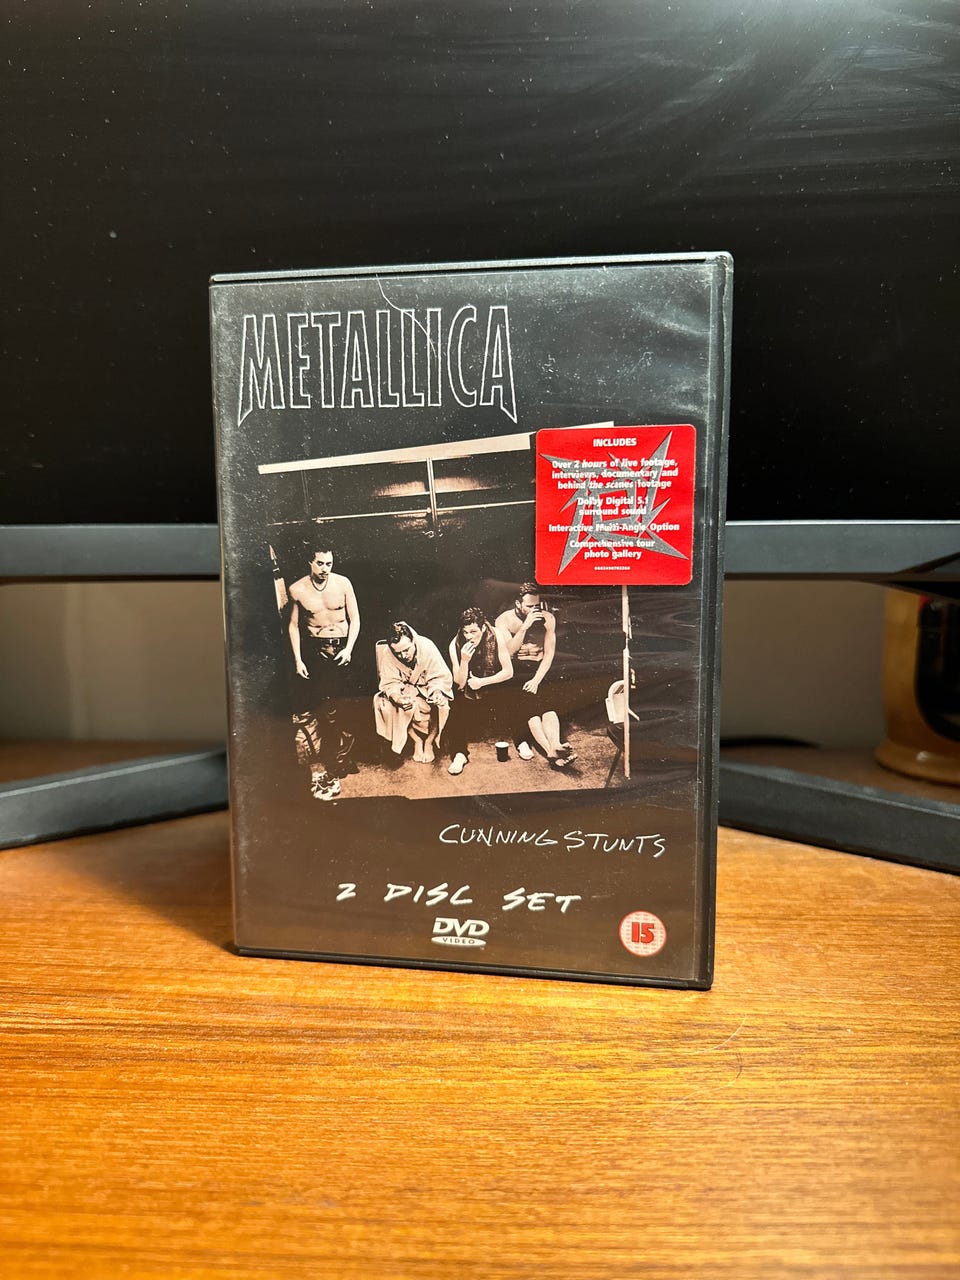 METALLICA
INCLUDES
Over 2 hours of live footage,
interviews, documentary and
behind the scenes footage
Dolby Digital 5.1
surround sound
Interactive Multi-Angle Option
Comprehensive tour
photo gallery
CUNNING STUNTS
2 DISC SET
DVD
VIDEO
15